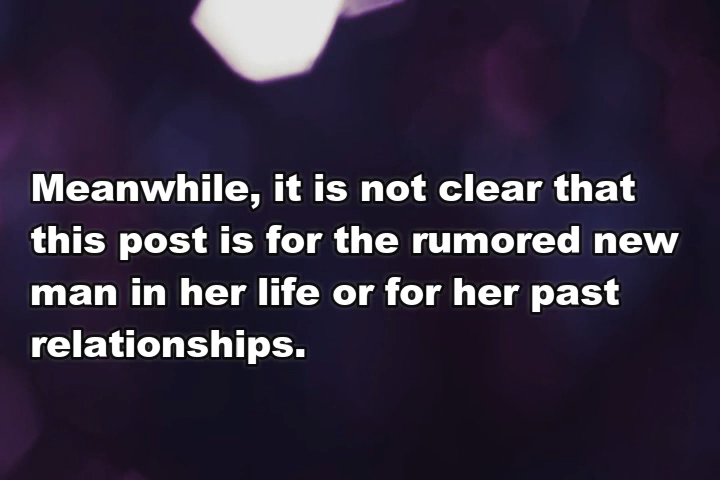 Meanwhile, it is not clear that
this post is for the rumored new
man in her life or for her past
relationships.